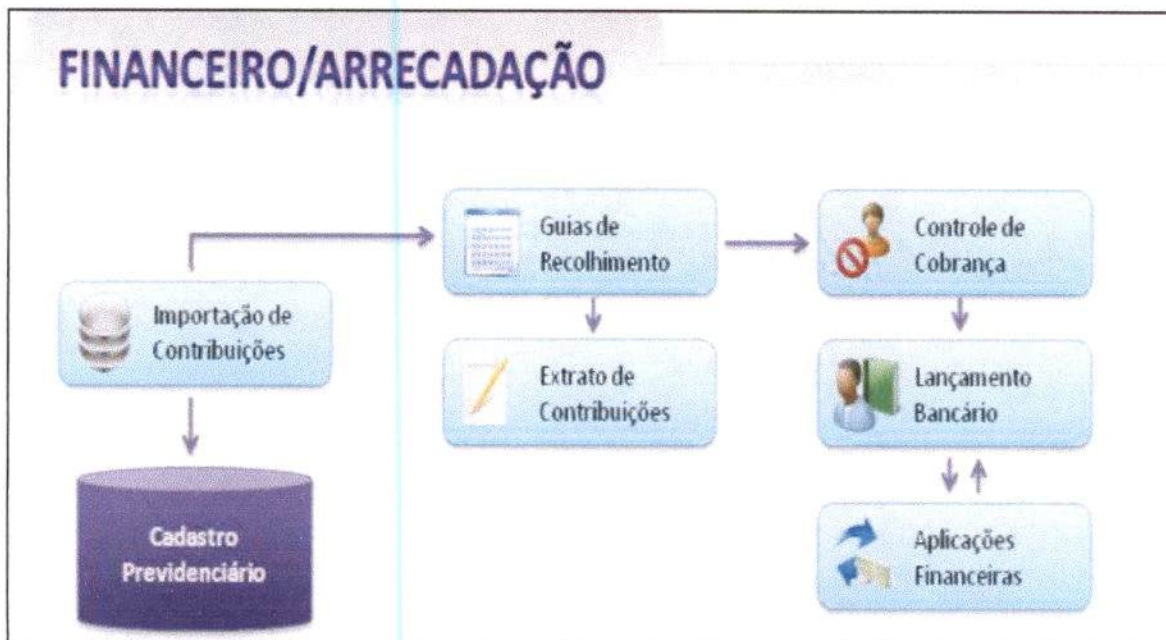 FINANCEIRO/ARRECADAÇÃO
Importação de
Contribuições
Cadastro
Previdenciário
Guias de
Recolhimento
Extrato de
Contribuições
Controle de
Cobrança
Lançamento
Bancário
Aplicações
Financeiras